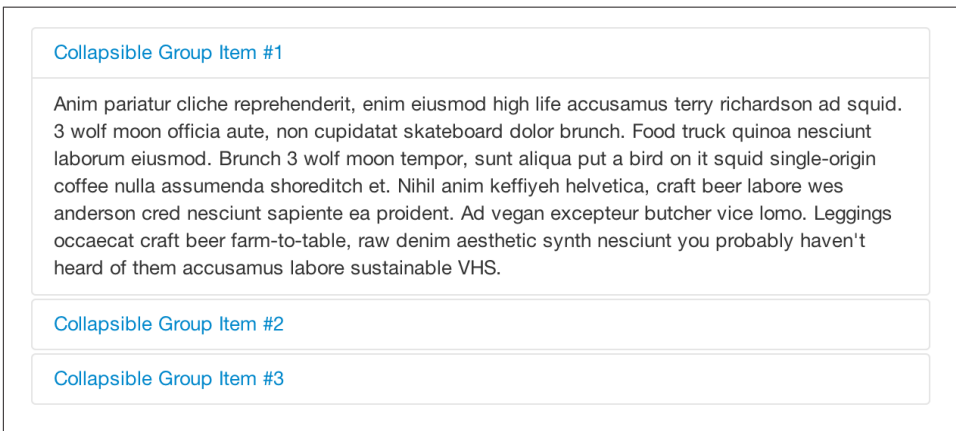 Collapsible Group Item #1
Anim pariatur cliche reprehenderit, enim eiusmod high life accusamus terry richardson ad squid.
3 wolf moon officia aute, non cupidatat skateboard dolor brunch. Food truck quinoa nesciunt
laborum eiusmod. Brunch 3 wolf moon tempor, sunt aliqua put a bird on it squid single-origin
coffee nulla assumenda shoreditch et. Nihil anim keffiyeh helvetica, craft beer labore wes
anderson cred nesciunt sapiente ea proident. Ad vegan excepteur butcher vice lomo. Leggings
occaecat craft beer farm-to-table, raw denim aesthetic synth nesciunt you probably haven't
heard of them accusamus labore sustainable VHS.
Collapsible Group Item #2
Collapsible Group Item #3